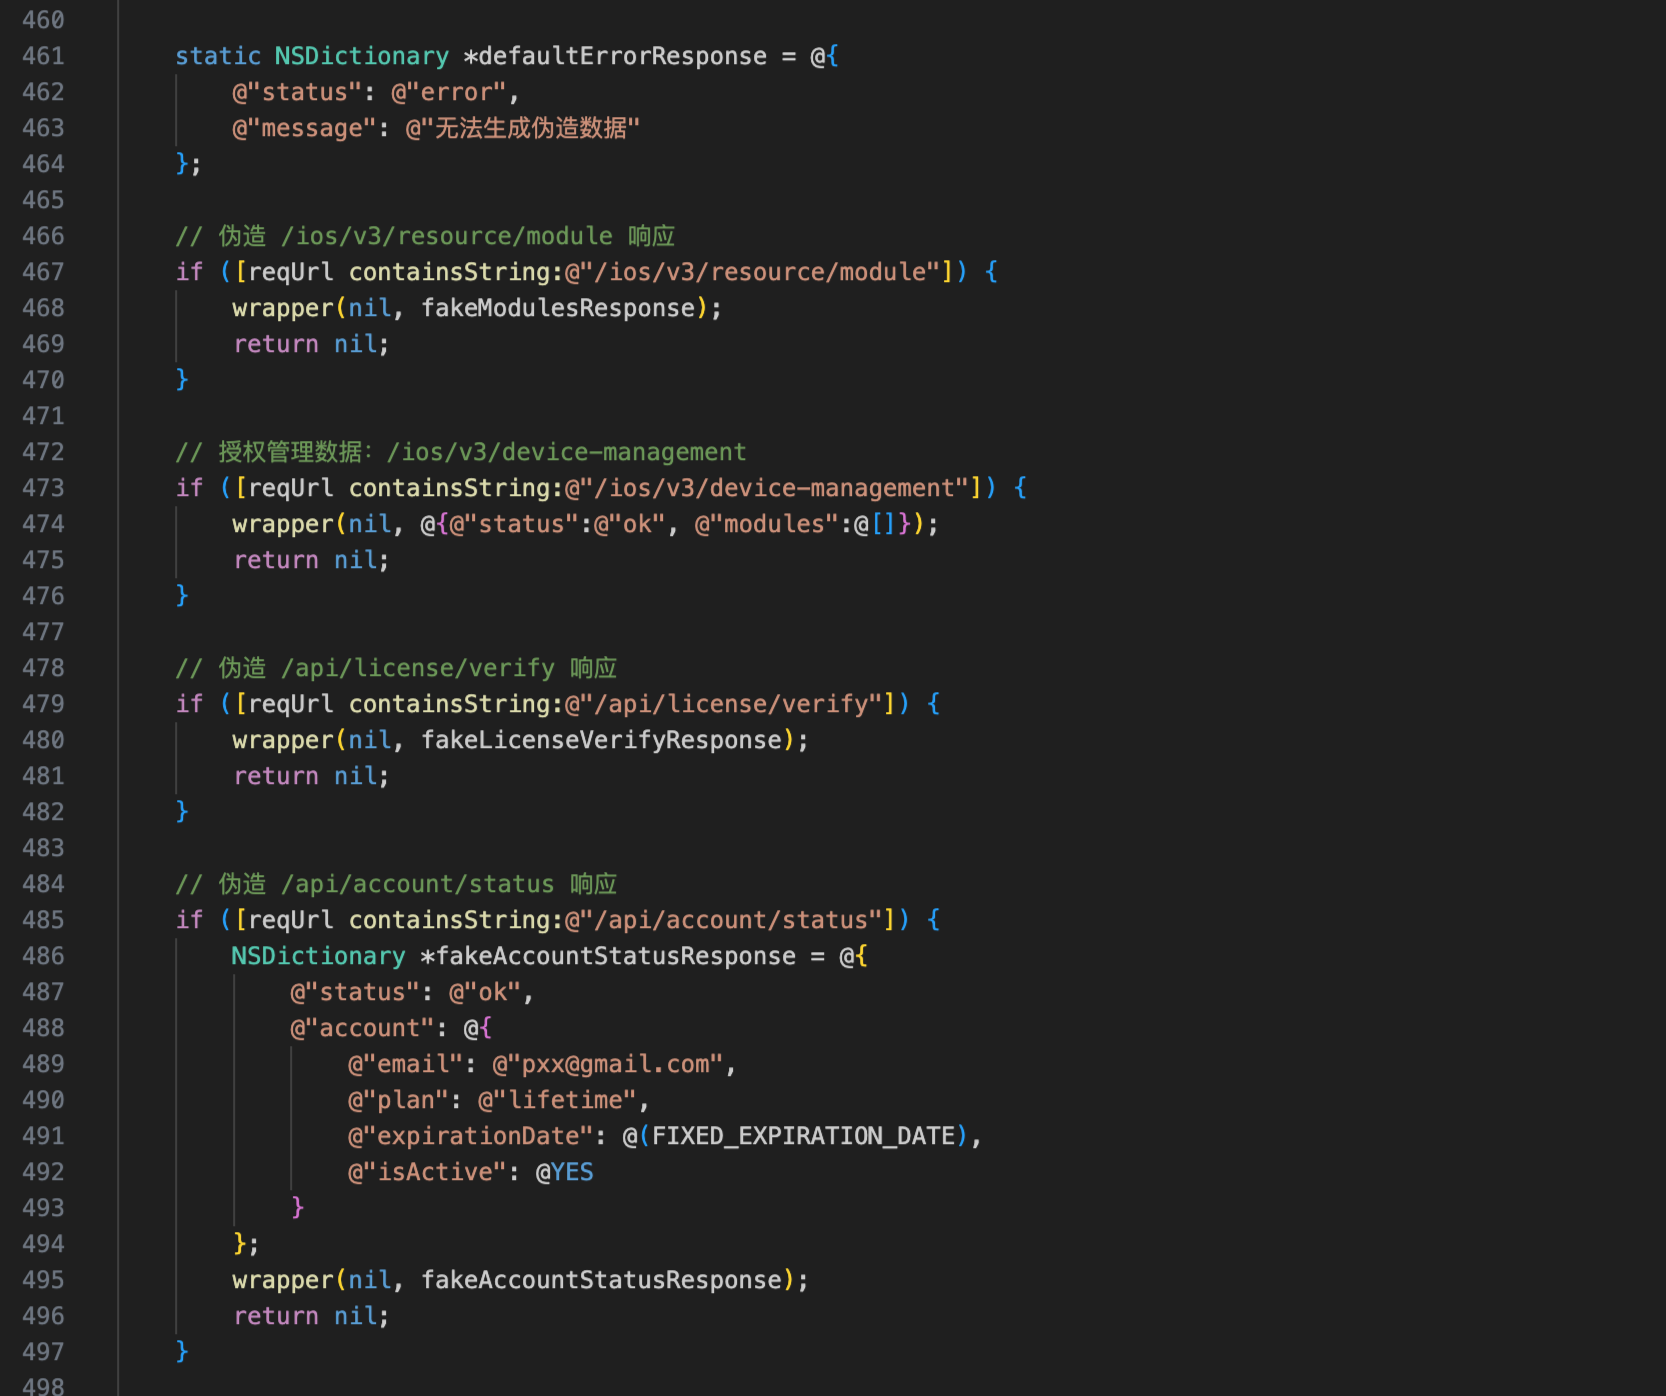 460
461 static NSDictionary *defaultErrorResponse = @{
462 @"status": @"error",
463 @"message": @"无法生成伪造数据"
464 };
465
466 // 伪造 /ios/v3/resource/module 响应
467 if ([reqUrl containsString:@"/ios/v3/resource/module"]) {
468 wrapper(nil, fakeModulesResponse);
469 return nil;
470 }
471
472 // 授权管理数据: /ios/v3/device-management
473 if ([reqUrl containsString:@"/ios/v3/device-management"]) {
474 wrapper(nil, @{@"status":@"ok", @"modules":@[]});
475 return nil;
476 }
477
478 // 伪造 /api/license/verify 响应
479 if ([reqUrl containsString:@"/api/license/verify"]) {
480 wrapper(nil, fakeLicenseVerifyResponse);
481 return nil;
482 }
483
484 // 伪造 /api/account/status 响应
485 if ([reqUrl containsString:@"/api/account/status"]) {
486 NSDictionary *fakeAccountStatusResponse = @{
487 @"status": @"ok",
488 @"account": @{
489 @"email": @"pxx@gmail.com",
490 @"plan": @"lifetime",
491 @"expirationDate": @(FIXED_EXPIRATION_DATE),
492 @"isActive": @YES
493 }
494 };
495 wrapper(nil, fakeAccountStatusResponse);
496 return nil;
497 }
498